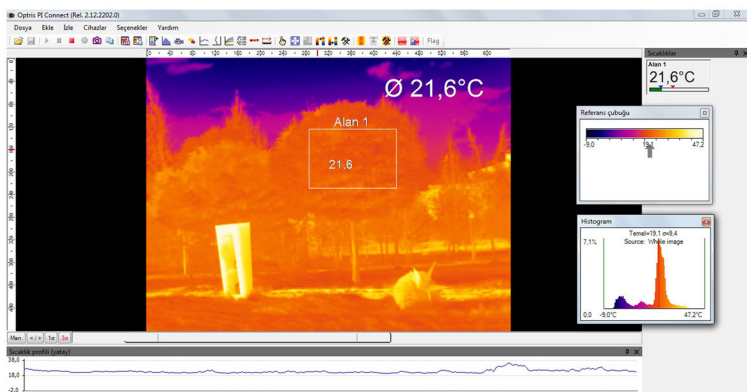 Optris PI Connect (Rel. 2.12.2202.0)
Dosya Ekle İzle Cihazlar Seçenekler Yardım
Flag
Sıcaklıklar
Alan 1
21,6°C
Ø 21,6°C
Alan 1
21,6
Referans çubuğu
-9,0 19,1 47,2
Histogram
Temel=19,1 σ=9,4
7,1% Source: Whole image
0,0 -9,0°C 47,2°C
Man. < / > 1σ 3σ
Sıcaklık profili (yatay)
38,0
18,0
-2,0